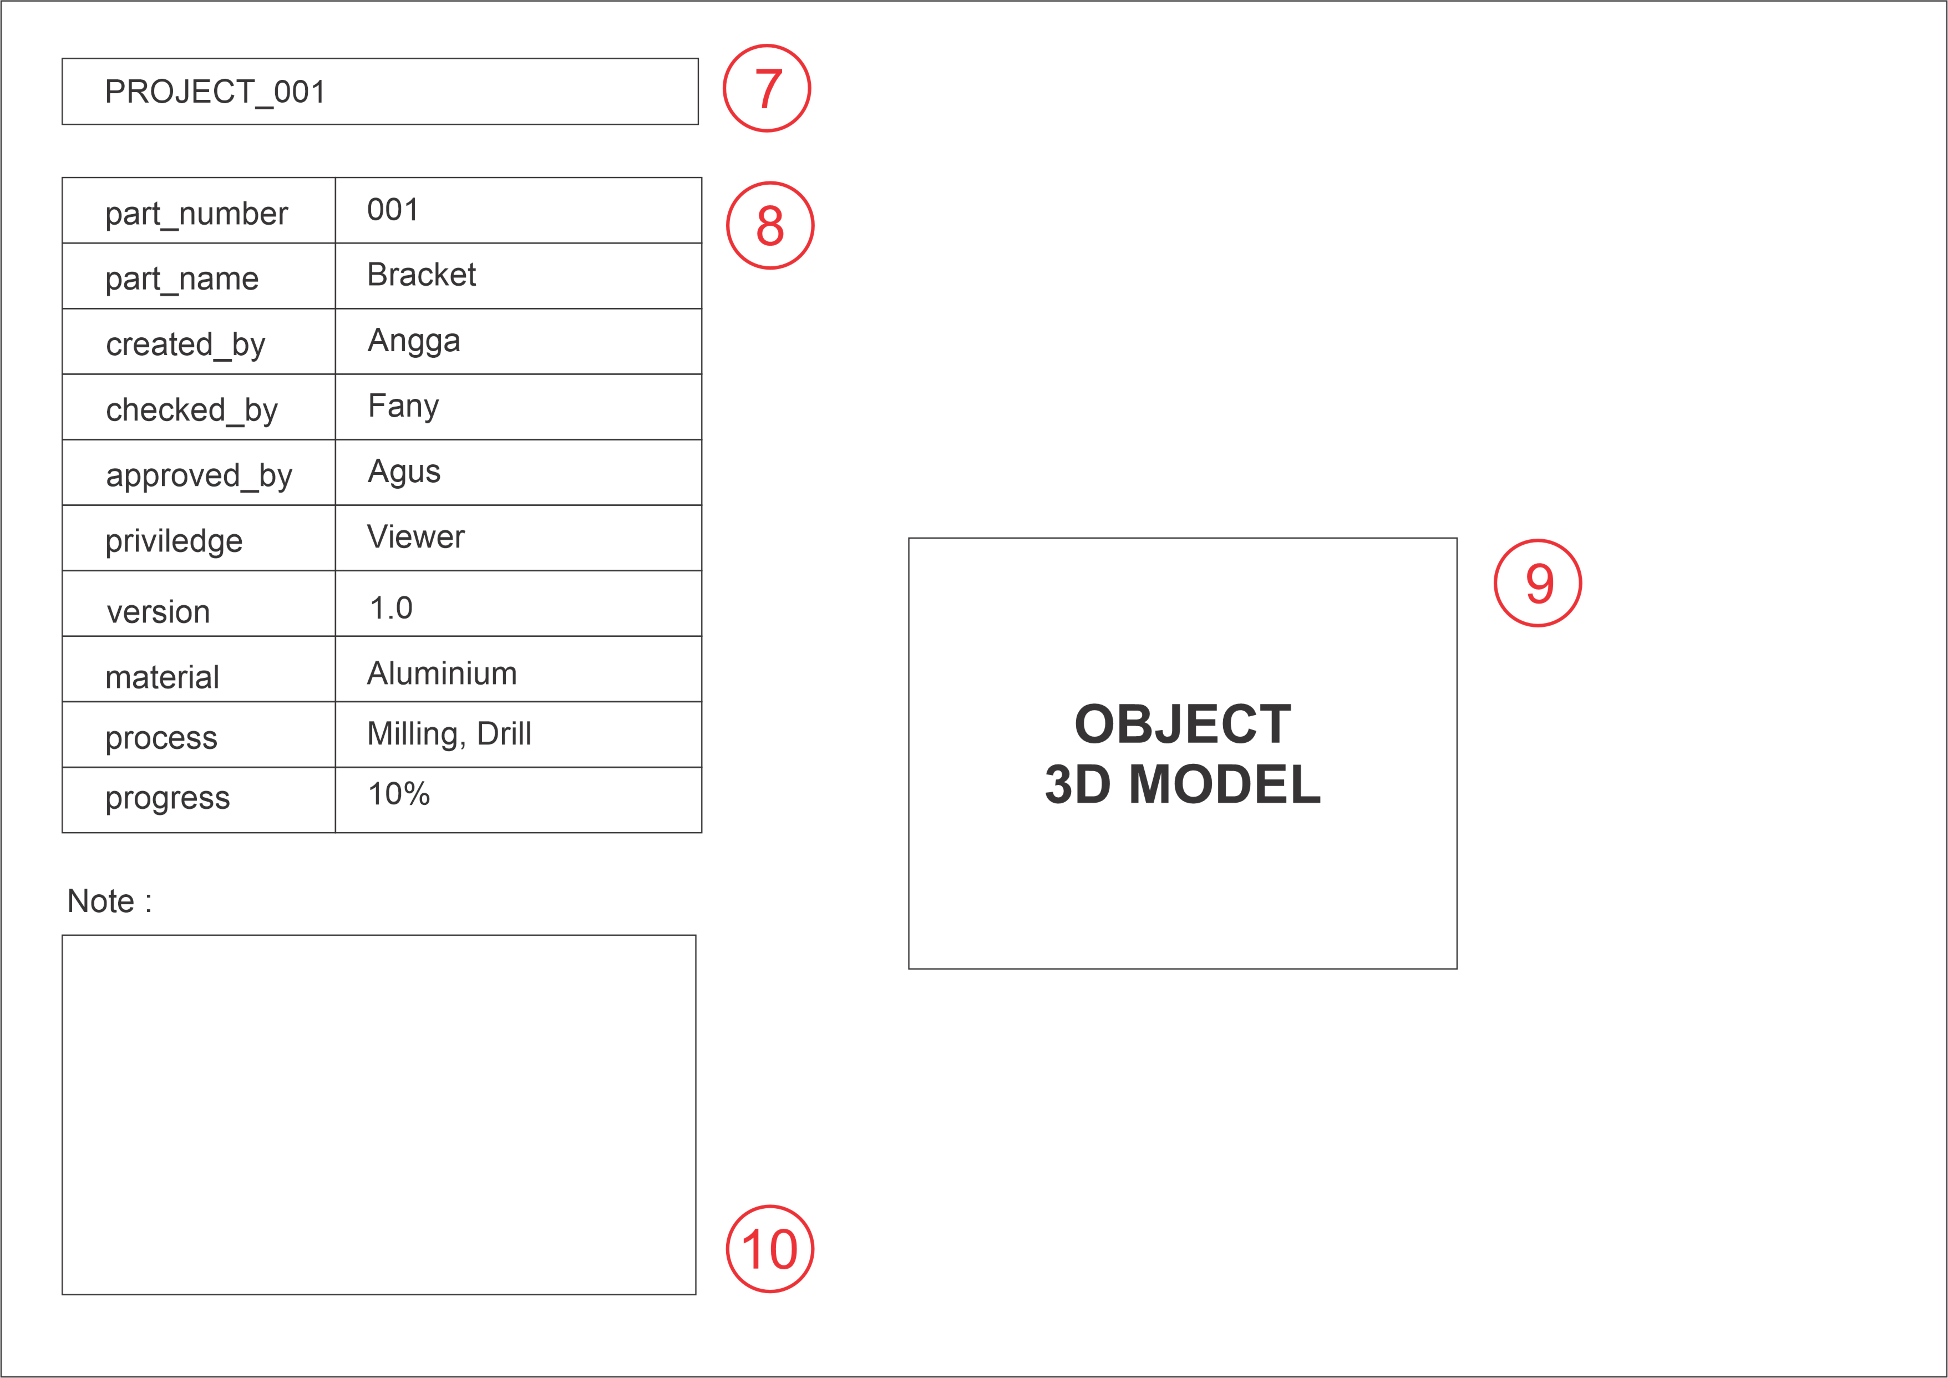 PROJECT_001
7
part_number 001
8
part_name Bracket
created_by Angga
checked_by Fany
approved_by Agus
priviledge Viewer
version 1.0
material Aluminium
process Milling, Drill
progress 10%
9
OBJECT
3D MODEL
Note :
10